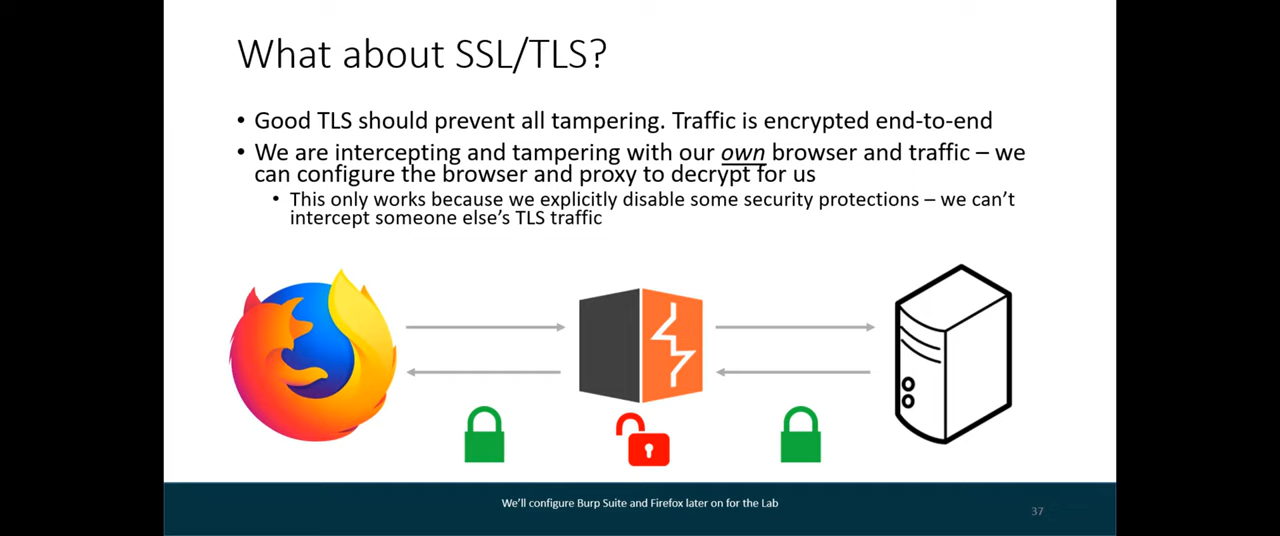 What about SSL/TLS?
• Good TLS should prevent all tampering. Traffic is encrypted end-to-end
• We are intercepting and tampering with our own browser and traffic – we
can configure the browser and proxy to decrypt for us
• This only works because we explicitly disable some security protections – we can't
intercept someone else's TLS traffic
We'll configure Burp Suite and Firefox later on for the Lab
37